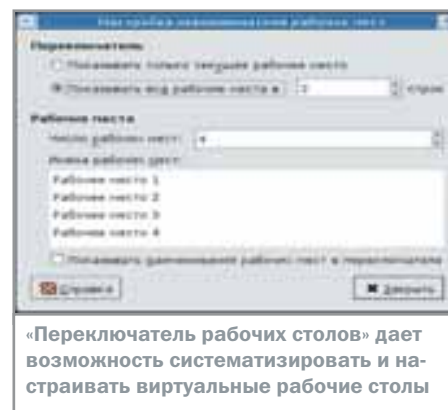 Переключатель
Показывать только текущее рабочее место
Показывать все рабочие места в: 2 строк
Рабочие места
Число рабочих мест: 4
Имена рабочих мест:
Рабочее место 1
Рабочее место 2
Рабочее место 3
Рабочее место 4
Показывать наименования рабочих мест в переключателе
Справка Закрыть
«Переключатель рабочих столов» дает
возможность систематизировать и на-
страивать виртуальные рабочие столы